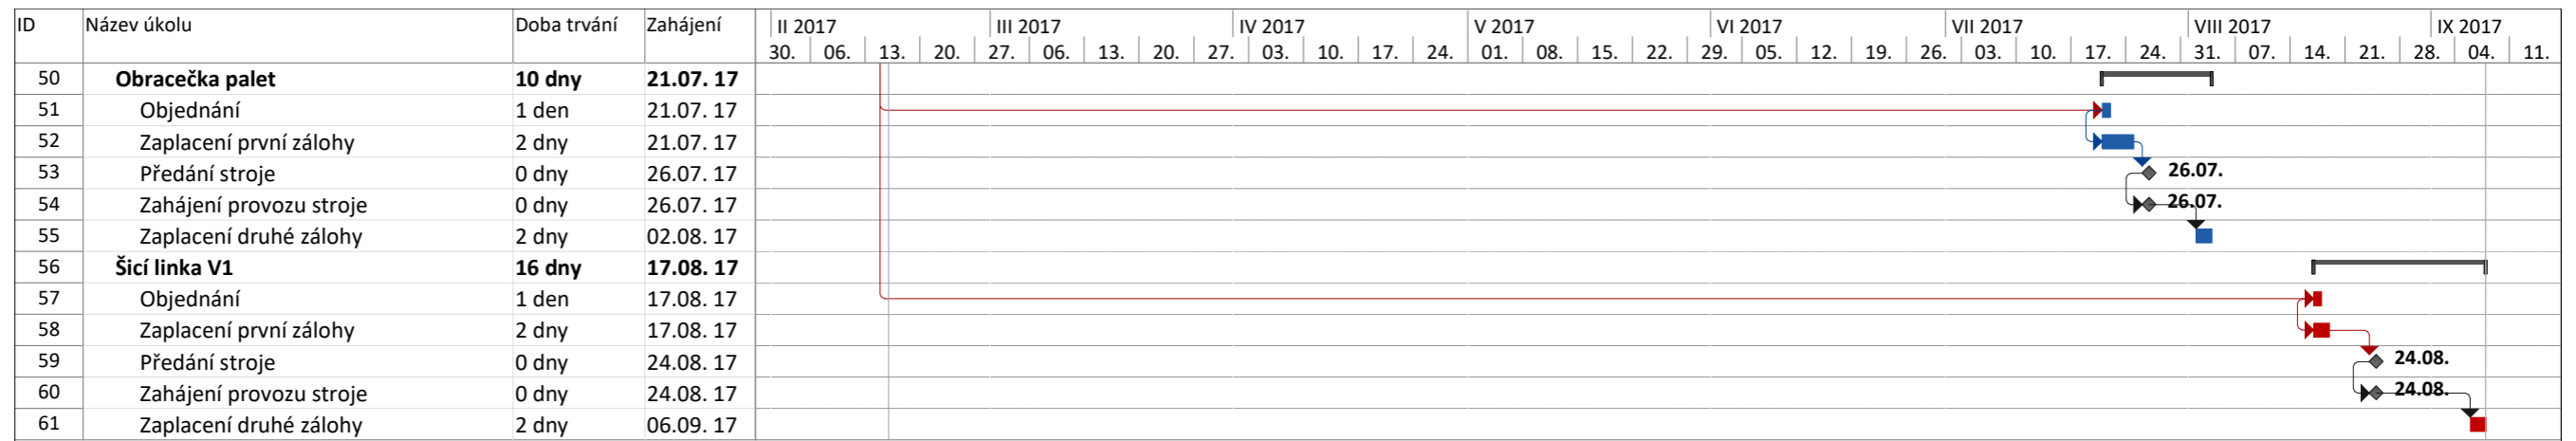 ID Název úkolu Doba trvání Zahájení II 2017 III 2017 IV 2017 V 2017 VI 2017 VII 2017 VIII 2017 IX 2017
30. 06. 13. 20. 27. 06. 13. 20. 27. 03. 10. 17. 24. 01. 08. 15. 22. 29. 05. 12. 19. 26. 03. 10. 17. 24. 31. 07. 14. 21. 28. 04. 11.
50 Obracečka palet 10 dny 21.07. 17
51 Objednání 1 den 21.07. 17
52 Zaplacení první zálohy 2 dny 21.07. 17
53 Předání stroje 0 dny 26.07. 17 26.07.
54 Zahájení provozu stroje 0 dny 26.07. 17 26.07.
55 Zaplacení druhé zálohy 2 dny 02.08. 17
56 Šicí linka V1 16 dny 17.08. 17
57 Objednání 1 den 17.08. 17
58 Zaplacení první zálohy 2 dny 17.08. 17
59 Předání stroje 0 dny 24.08. 17 24.08.
60 Zahájení provozu stroje 0 dny 24.08. 17 24.08.
61 Zaplacení druhé zálohy 2 dny 06.09. 17